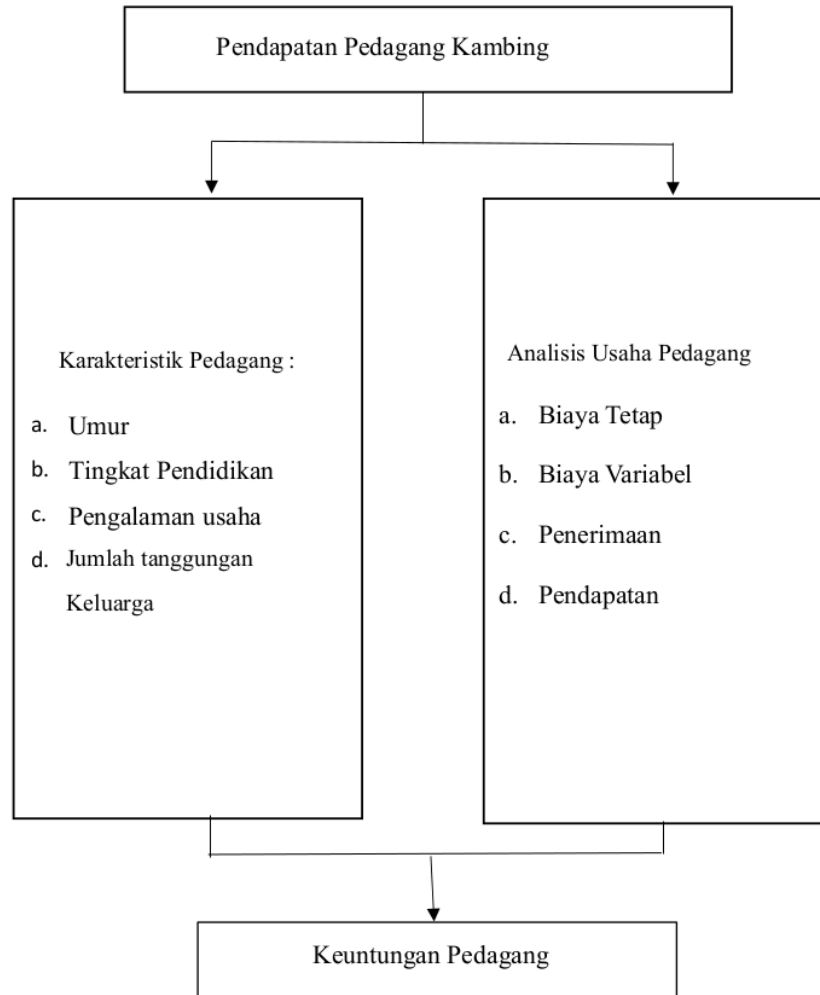 Pendapatan Pedagang Kambing
Karakteristik Pedagang :
a. Umur
b. Tingkat Pendidikan
c. Pengalaman usaha
d. Jumlah tanggungan
Keluarga
Analisis Usaha Pedagang
a. Biaya Tetap
b. Biaya Variabel
c. Penerimaan
d. Pendapatan
Keuntungan Pedagang